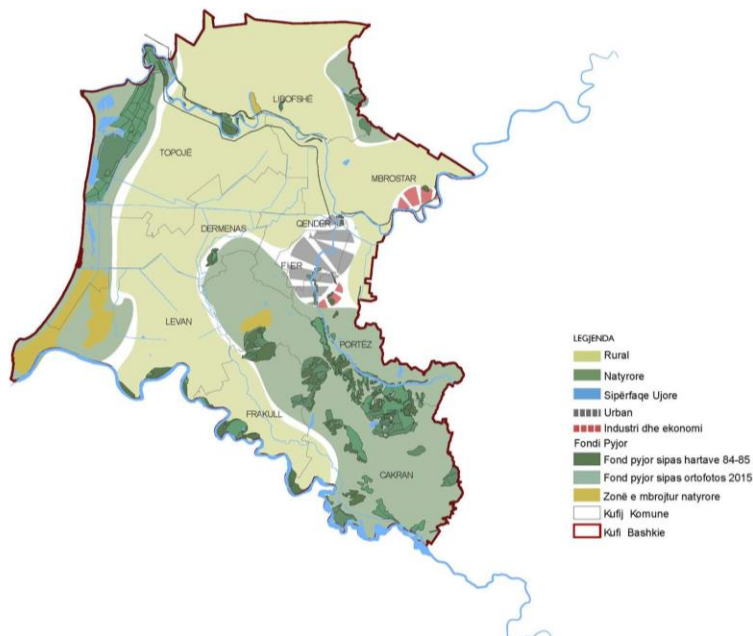 LIBOFSHË
TOPOJË
MBROSTAR
QENDER
DERMENAS
FIER
LEVAN
PORTËZ
FRAKULL
CAKRAN
LEGJENDA
Rural
Natyrore
Sipërfaqe Ujore
Urban
Industri dhe ekonomi
Fondi Pyjor
Fond pyjor sipas hartave 84-85
Fond pyjor sipas ortofotos 2015
Zonë e mbrojtur natyrore
Kufij Komune
Kufi Bashkie